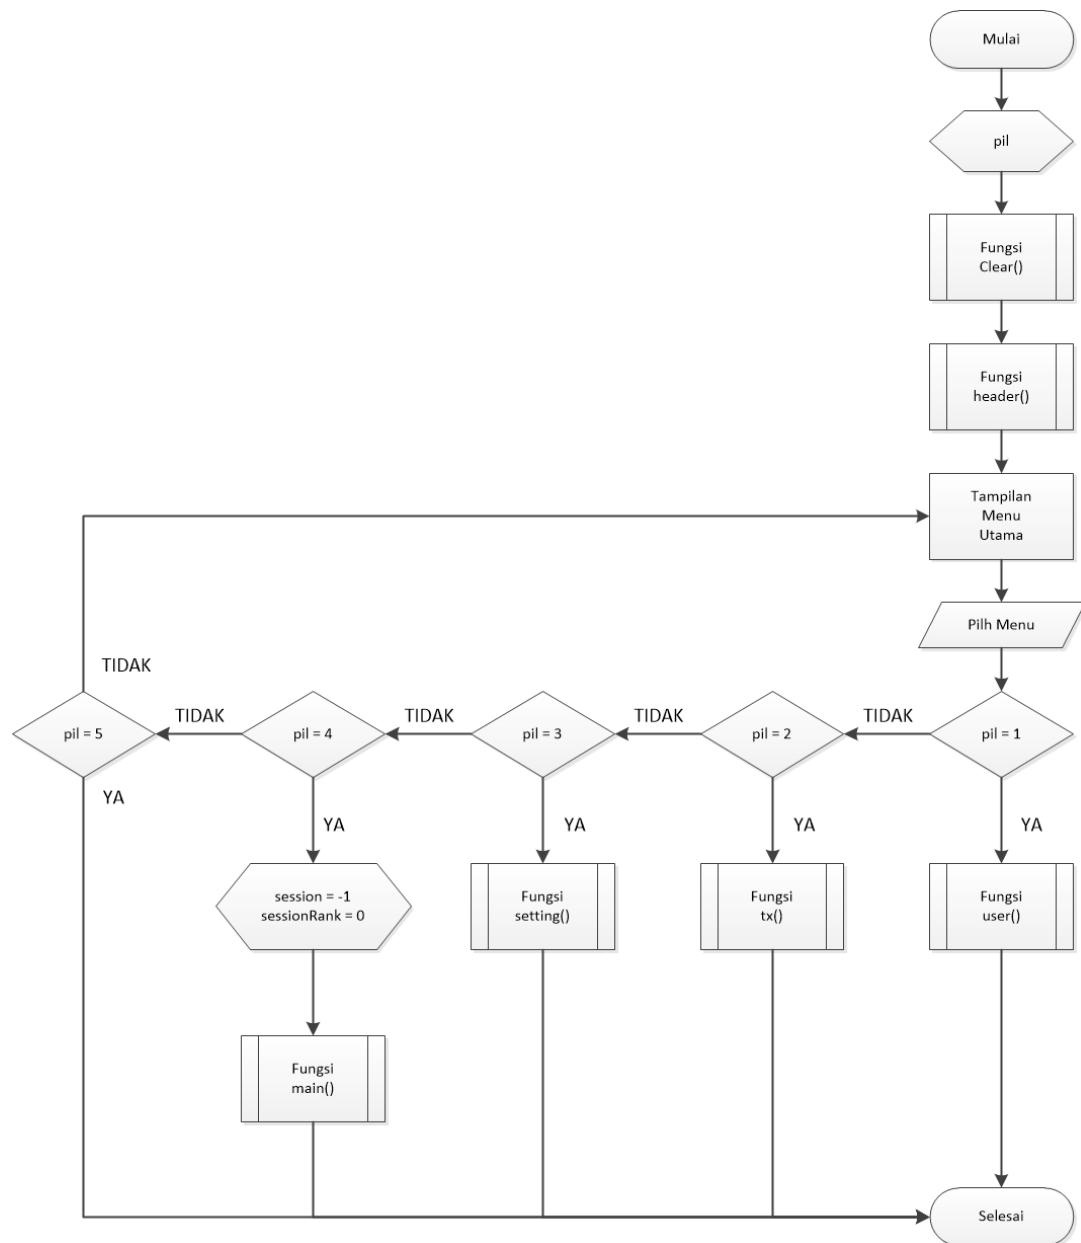 Mulai
pil
Fungsi
Clear()
Fungsi
header()
Tampilan
Menu
Utama
Pilh Menu
pil = 1
TIDAK
pil = 2
TIDAK
pil = 3
TIDAK
pil = 4
TIDAK
pil = 5
TIDAK
YA
YA
YA
YA
YA
session = -1
sessionRank = 0
Fungsi
setting()
Fungsi
tx()
Fungsi
user()
Fungsi
main()
Selesai